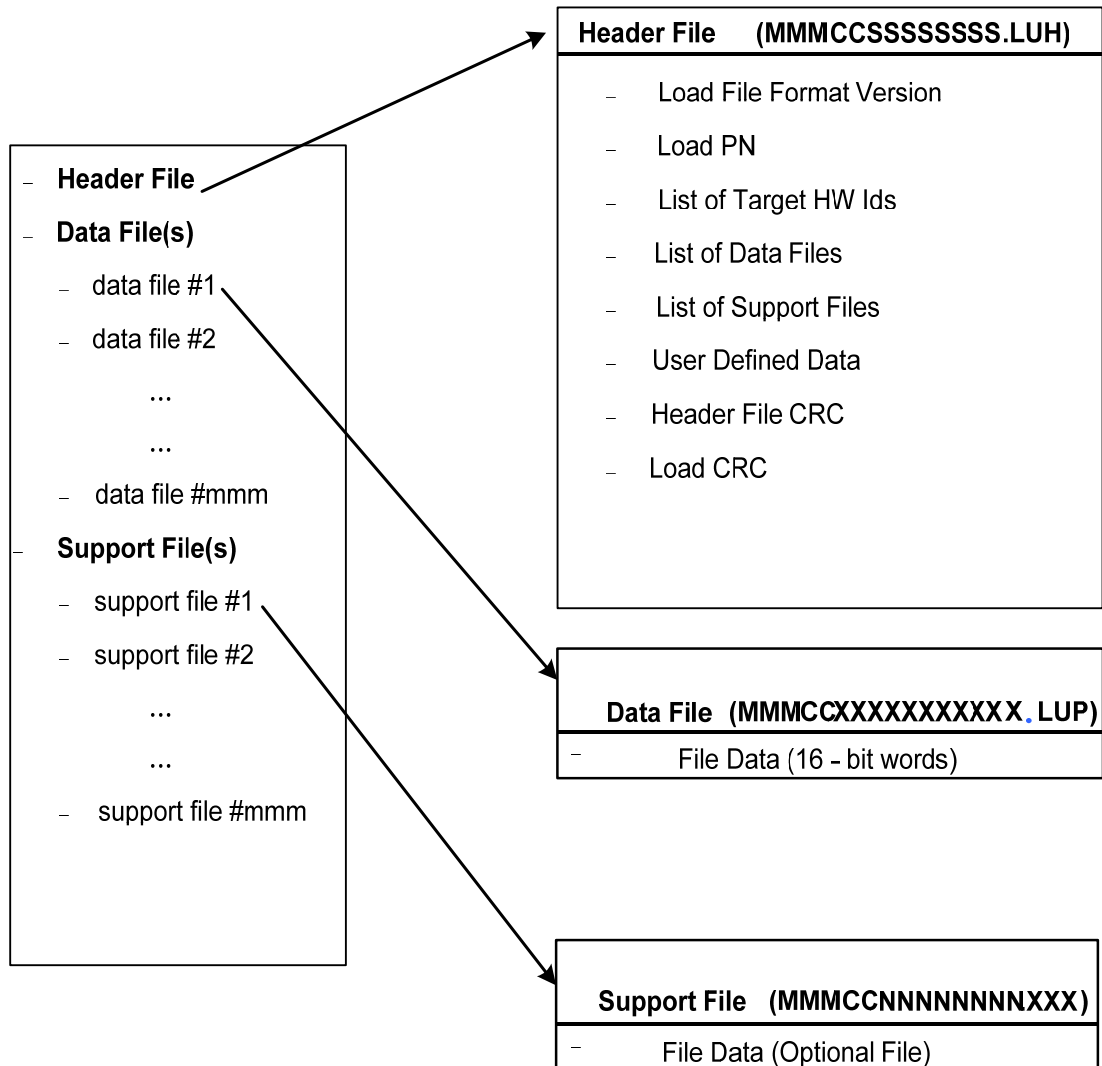 – Header File
– Data File(s)
– data file #1
– data file #2
...
...
– data file #mmm
– Support File(s)
– support file #1
– support file #2
...
...
– support file #mmm
Header File (MMMCCSSSSSSSS.LUH)
– Load File Format Version
– Load PN
– List of Target HW Ids
– List of Data Files
– List of Support Files
– User Defined Data
– Header File CRC
– Load CRC
Data File (MMMCCXXXXXXXXXXX.LUP)
– File Data (16 - bit words)
Support File (MMMCCNNNNNNNNXXX)
– File Data (Optional File)